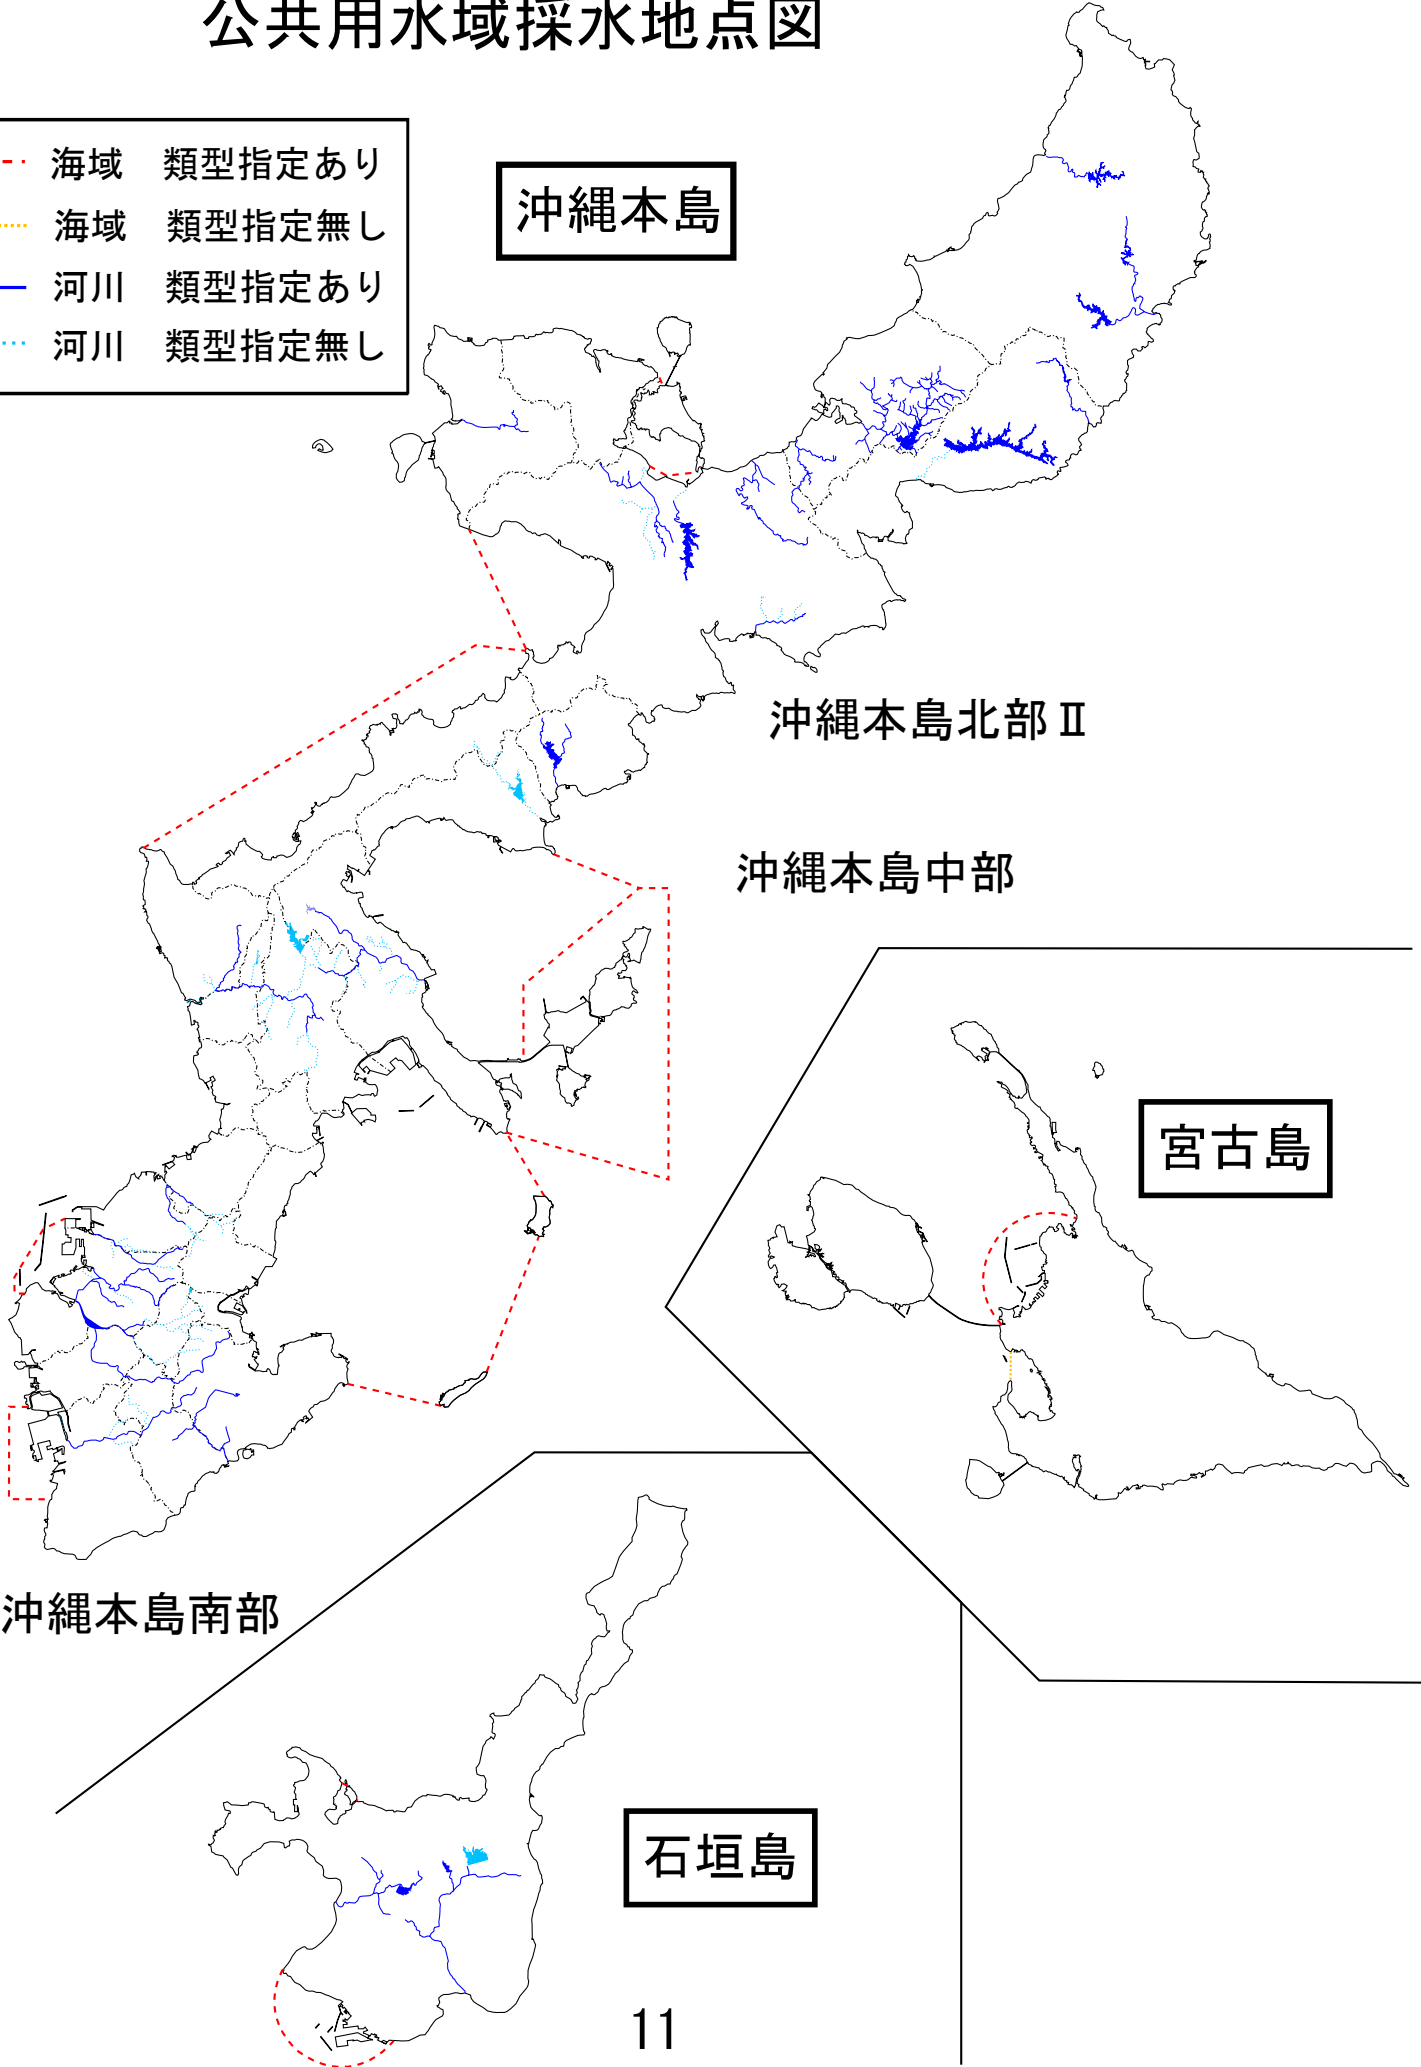 公共用水域採水地点図
海域　類型指定あり
海域　類型指定無し
河川　類型指定あり
河川　類型指定無し
沖縄本島
沖縄本島北部Ⅱ
沖縄本島中部
宮古島
沖縄本島南部
石垣島
11